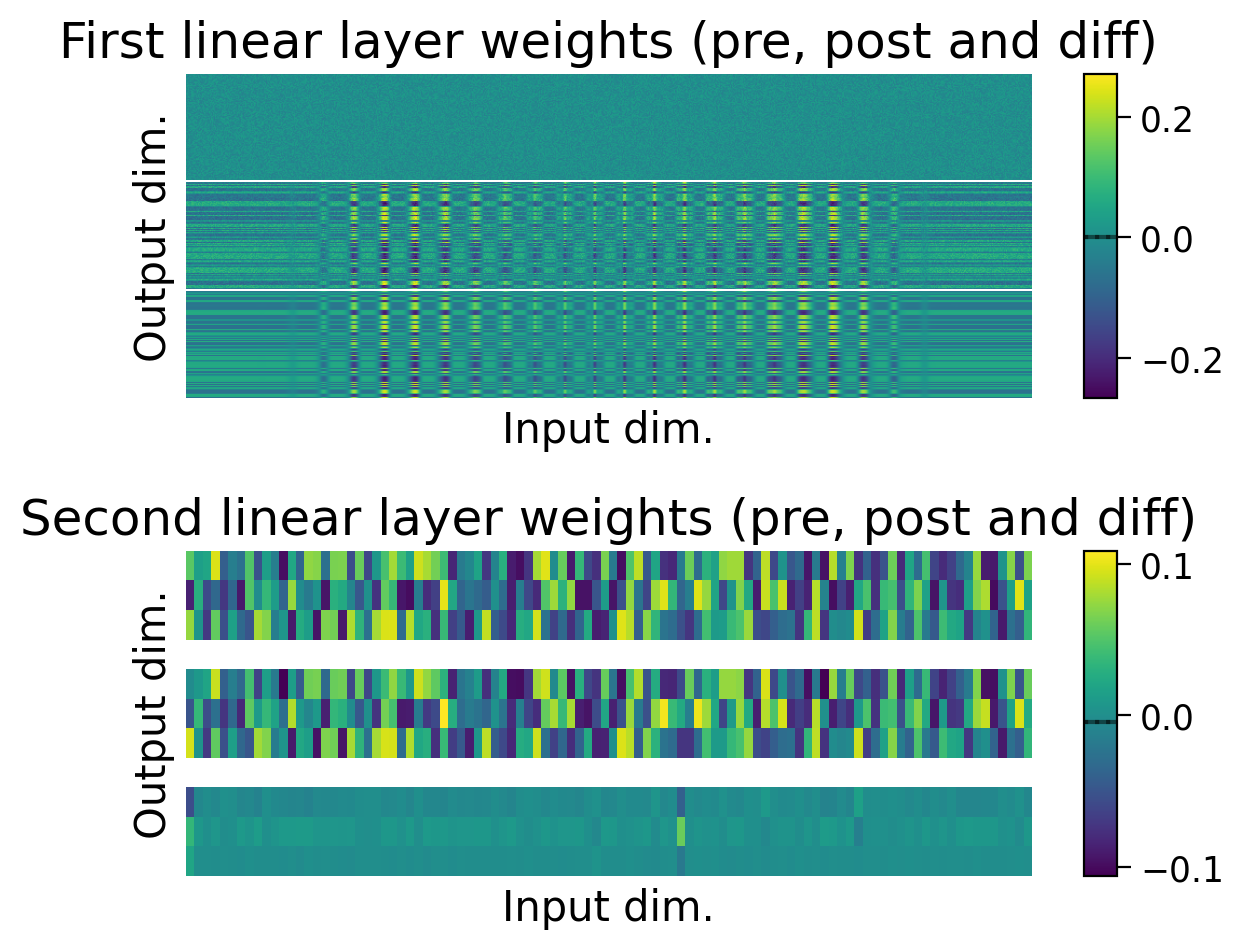 First linear layer weights (pre, post and diff)
Output dim.
0.2
0.0
−0.2
Input dim.
Second linear layer weights (pre, post and diff)
Output dim.
0.1
0.0
−0.1
Input dim.